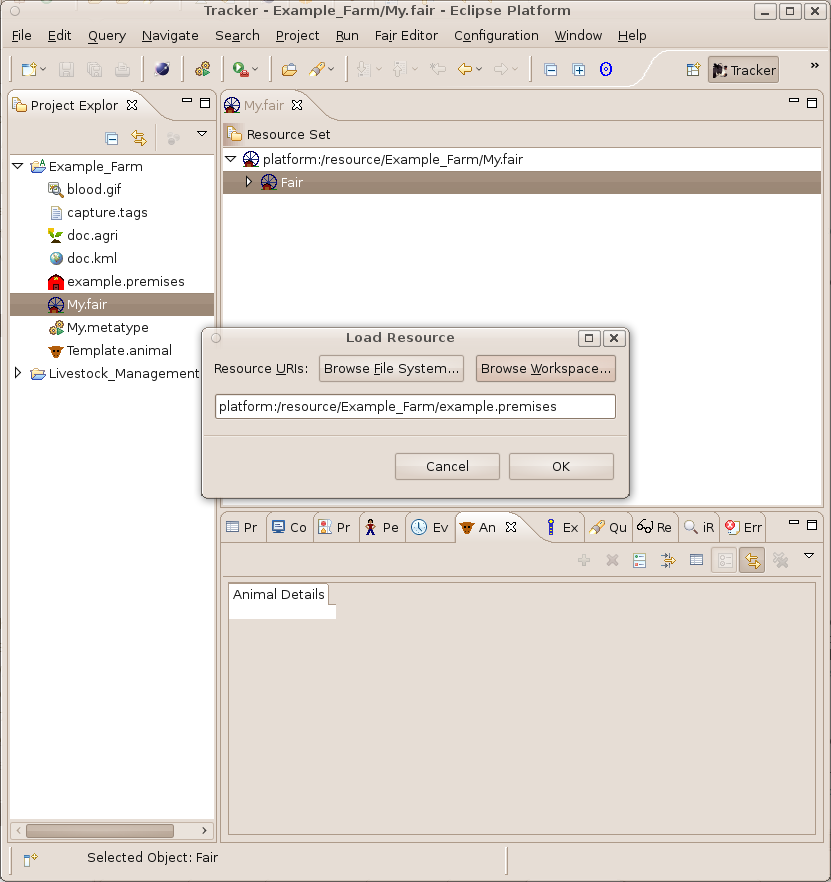 Tracker - Example_Farm/My.fair - Eclipse Platform
File Edit Query Navigate Search Project Run Fair Editor Configuration Window Help
Tracker
Project Explor
My.fair
Resource Set
platform:/resource/Example_Farm/My.fair
Fair
Example_Farm
blood.gif
capture.tags
doc.agri
doc.kml
example.premises
My.fair
My.metatype
Template.animal
Livestock_Management
Load Resource
Resource URIs: Browse File System... Browse Workspace...
platform:/resource/Example_Farm/example.premises
Cancel OK
Pr Co Pr Pe Ev An Ex Qu Re iR Err
Animal Details
Selected Object: Fair